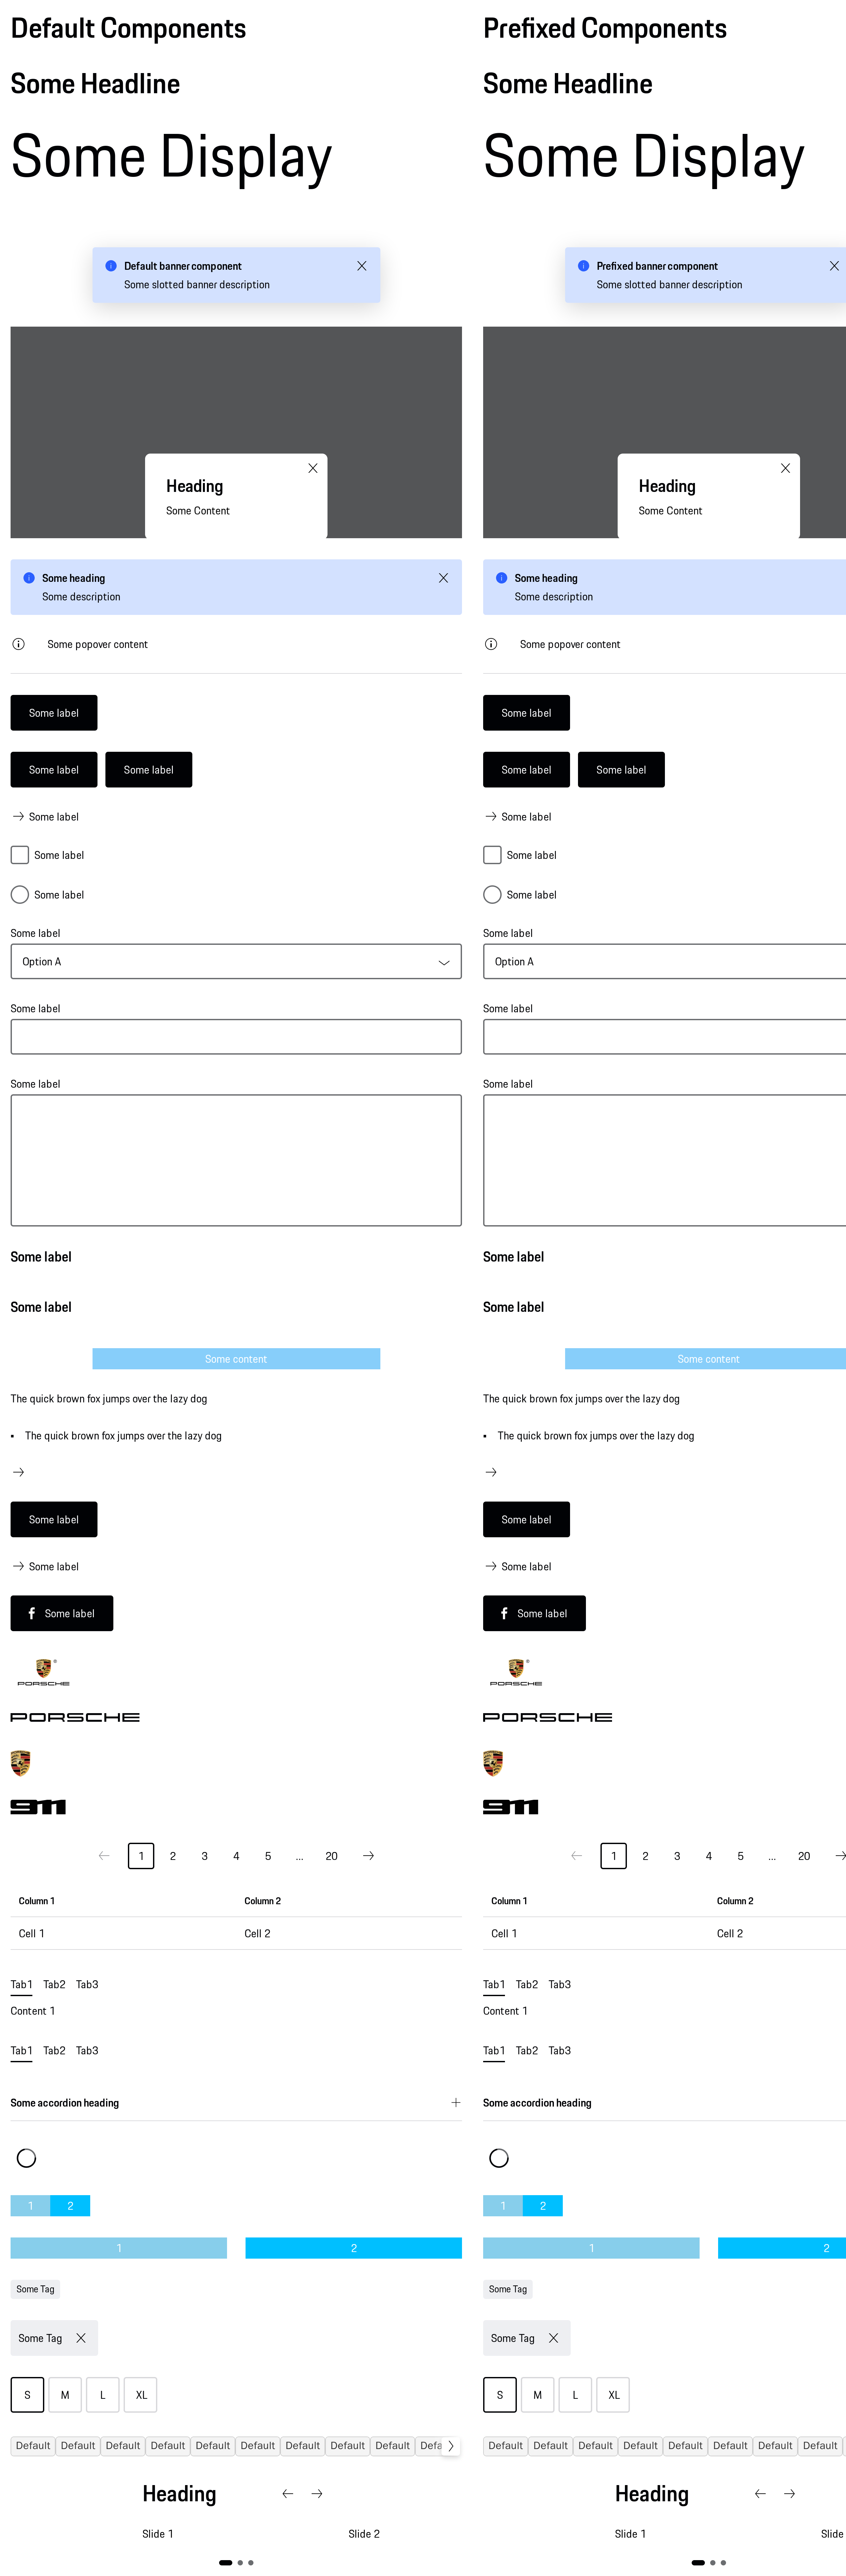 Default Components
Some Headline
Some Display
Default banner component
Some slotted banner description
Heading
Some Content
Some heading
Some description
Some popover content
Some label
Some label Some label
Some label
Some label
Some label
Some label
Option A
Some label
Some label
Some label
Some label
Some content
The quick brown fox jumps over the lazy dog
• The quick brown fox jumps over the lazy dog
Some label
Some label
Some label
PORSCHE
PORSCHE
911
1 2 3 4 5 ... 20
Column 1 Column 2
Cell 1 Cell 2
Tab1 Tab2 Tab3
Content 1
Tab1 Tab2 Tab3
Some accordion heading
1 2
1 2
Some Tag
Some Tag
S M L XL
Default Default Default Default Default Default Default Default Default Defa
Heading
Slide 1 Slide 2
Prefixed Components
Some Headline
Some Display
Prefixed banner component
Some slotted banner description
Heading
Some Content
Some heading
Some description
Some popover content
Some label
Some label Some label
Some label
Some label
Some label
Some label
Option A
Some label
Some label
Some label
Some label
Some content
The quick brown fox jumps over the lazy dog
• The quick brown fox jumps over the lazy dog
Some label
Some label
Some label
PORSCHE
PORSCHE
911
1 2 3 4 5 ... 20
Column 1 Column 2
Cell 1 Cell 2
Tab1 Tab2 Tab3
Content 1
Tab1 Tab2 Tab3
Some accordion heading
1 2
1 2
Some Tag
Some Tag
S M L XL
Default Default Default Default Default Default Default Default
Heading
Slide 1 Slide